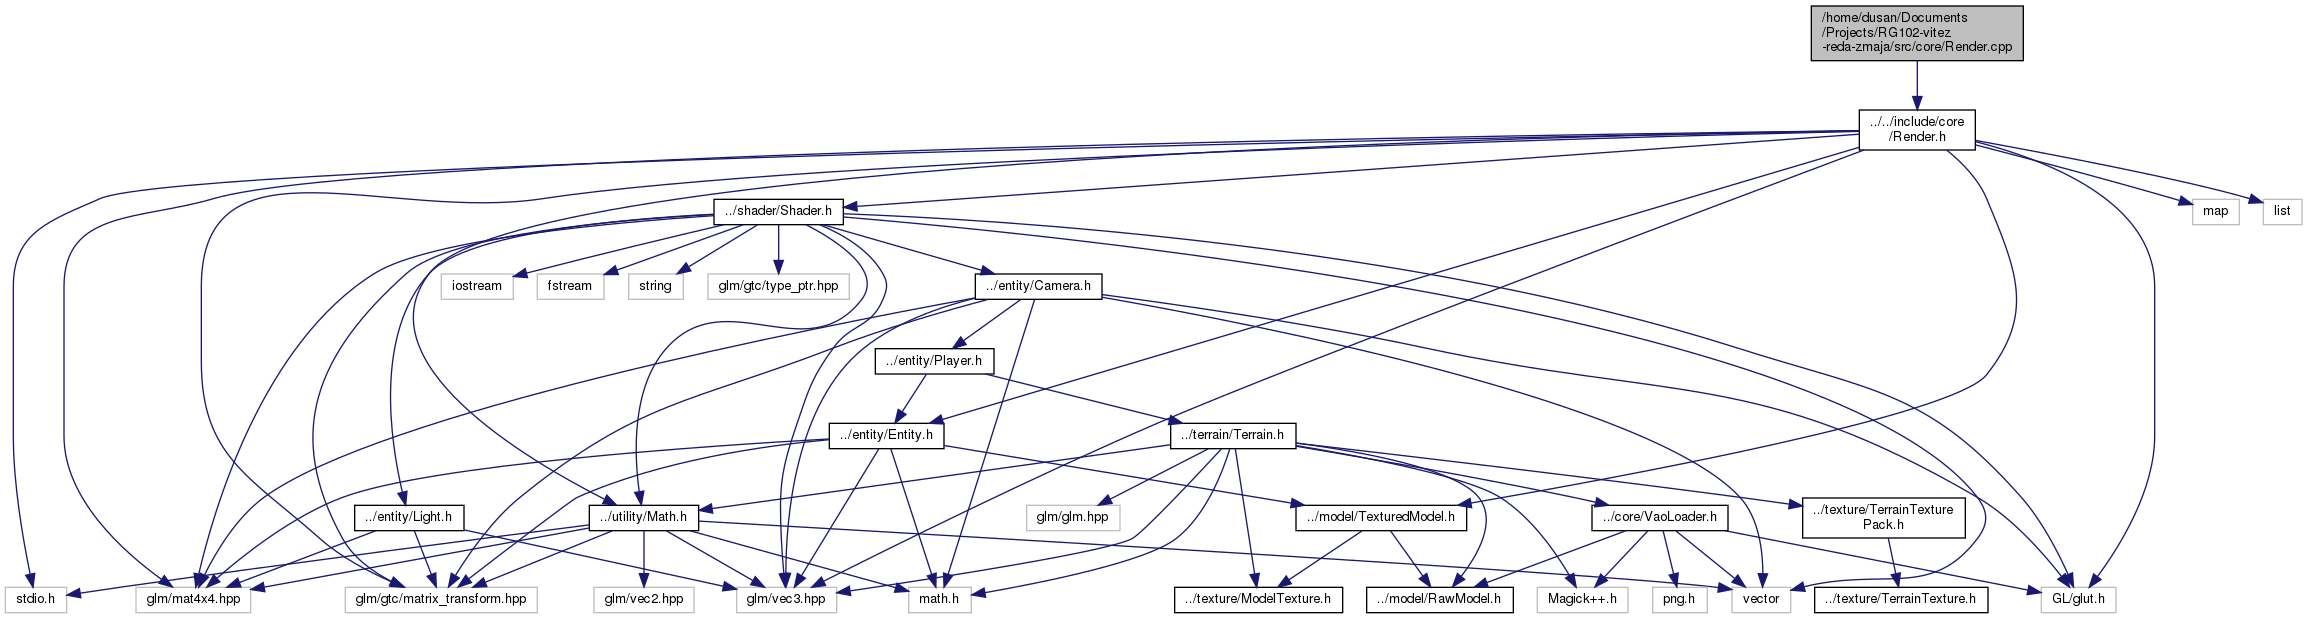 /home/dusan/Documents
/Projects/RG102-vitez
-reda-zmaja/src/core/Render.cpp
../../include/core
/Render.h
../shader/Shader.h
map
list
iostream
fstream
string
glm/gtc/type_ptr.hpp
../entity/Camera.h
../entity/Player.h
../entity/Entity.h
../terrain/Terrain.h
../entity/Light.h
../utility/Math.h
glm/glm.hpp
../model/TexturedModel.h
../core/VaoLoader.h
../texture/TerrainTexture
Pack.h
stdio.h
glm/mat4x4.hpp
glm/gtc/matrix_transform.hpp
glm/vec2.hpp
glm/vec3.hpp
math.h
../texture/ModelTexture.h
../model/RawModel.h
Magick++.h
png.h
vector
../texture/TerrainTexture.h
GL/glut.h